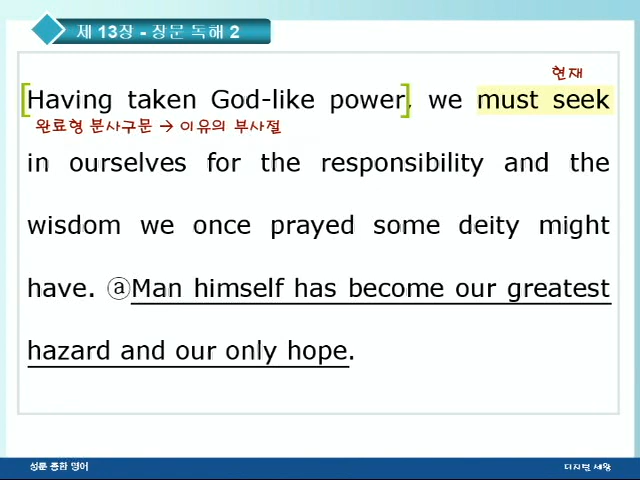 제 13장 - 장문 독해 2
현재
[Having taken God-like power], we must seek
완료형 분사구문 → 이유의 부사절
in ourselves for the responsibility and the
wisdom we once prayed some deity might
have. ⓐMan himself has become our greatest
hazard and our only hope.
성문 종합 영어
디지털 세왕